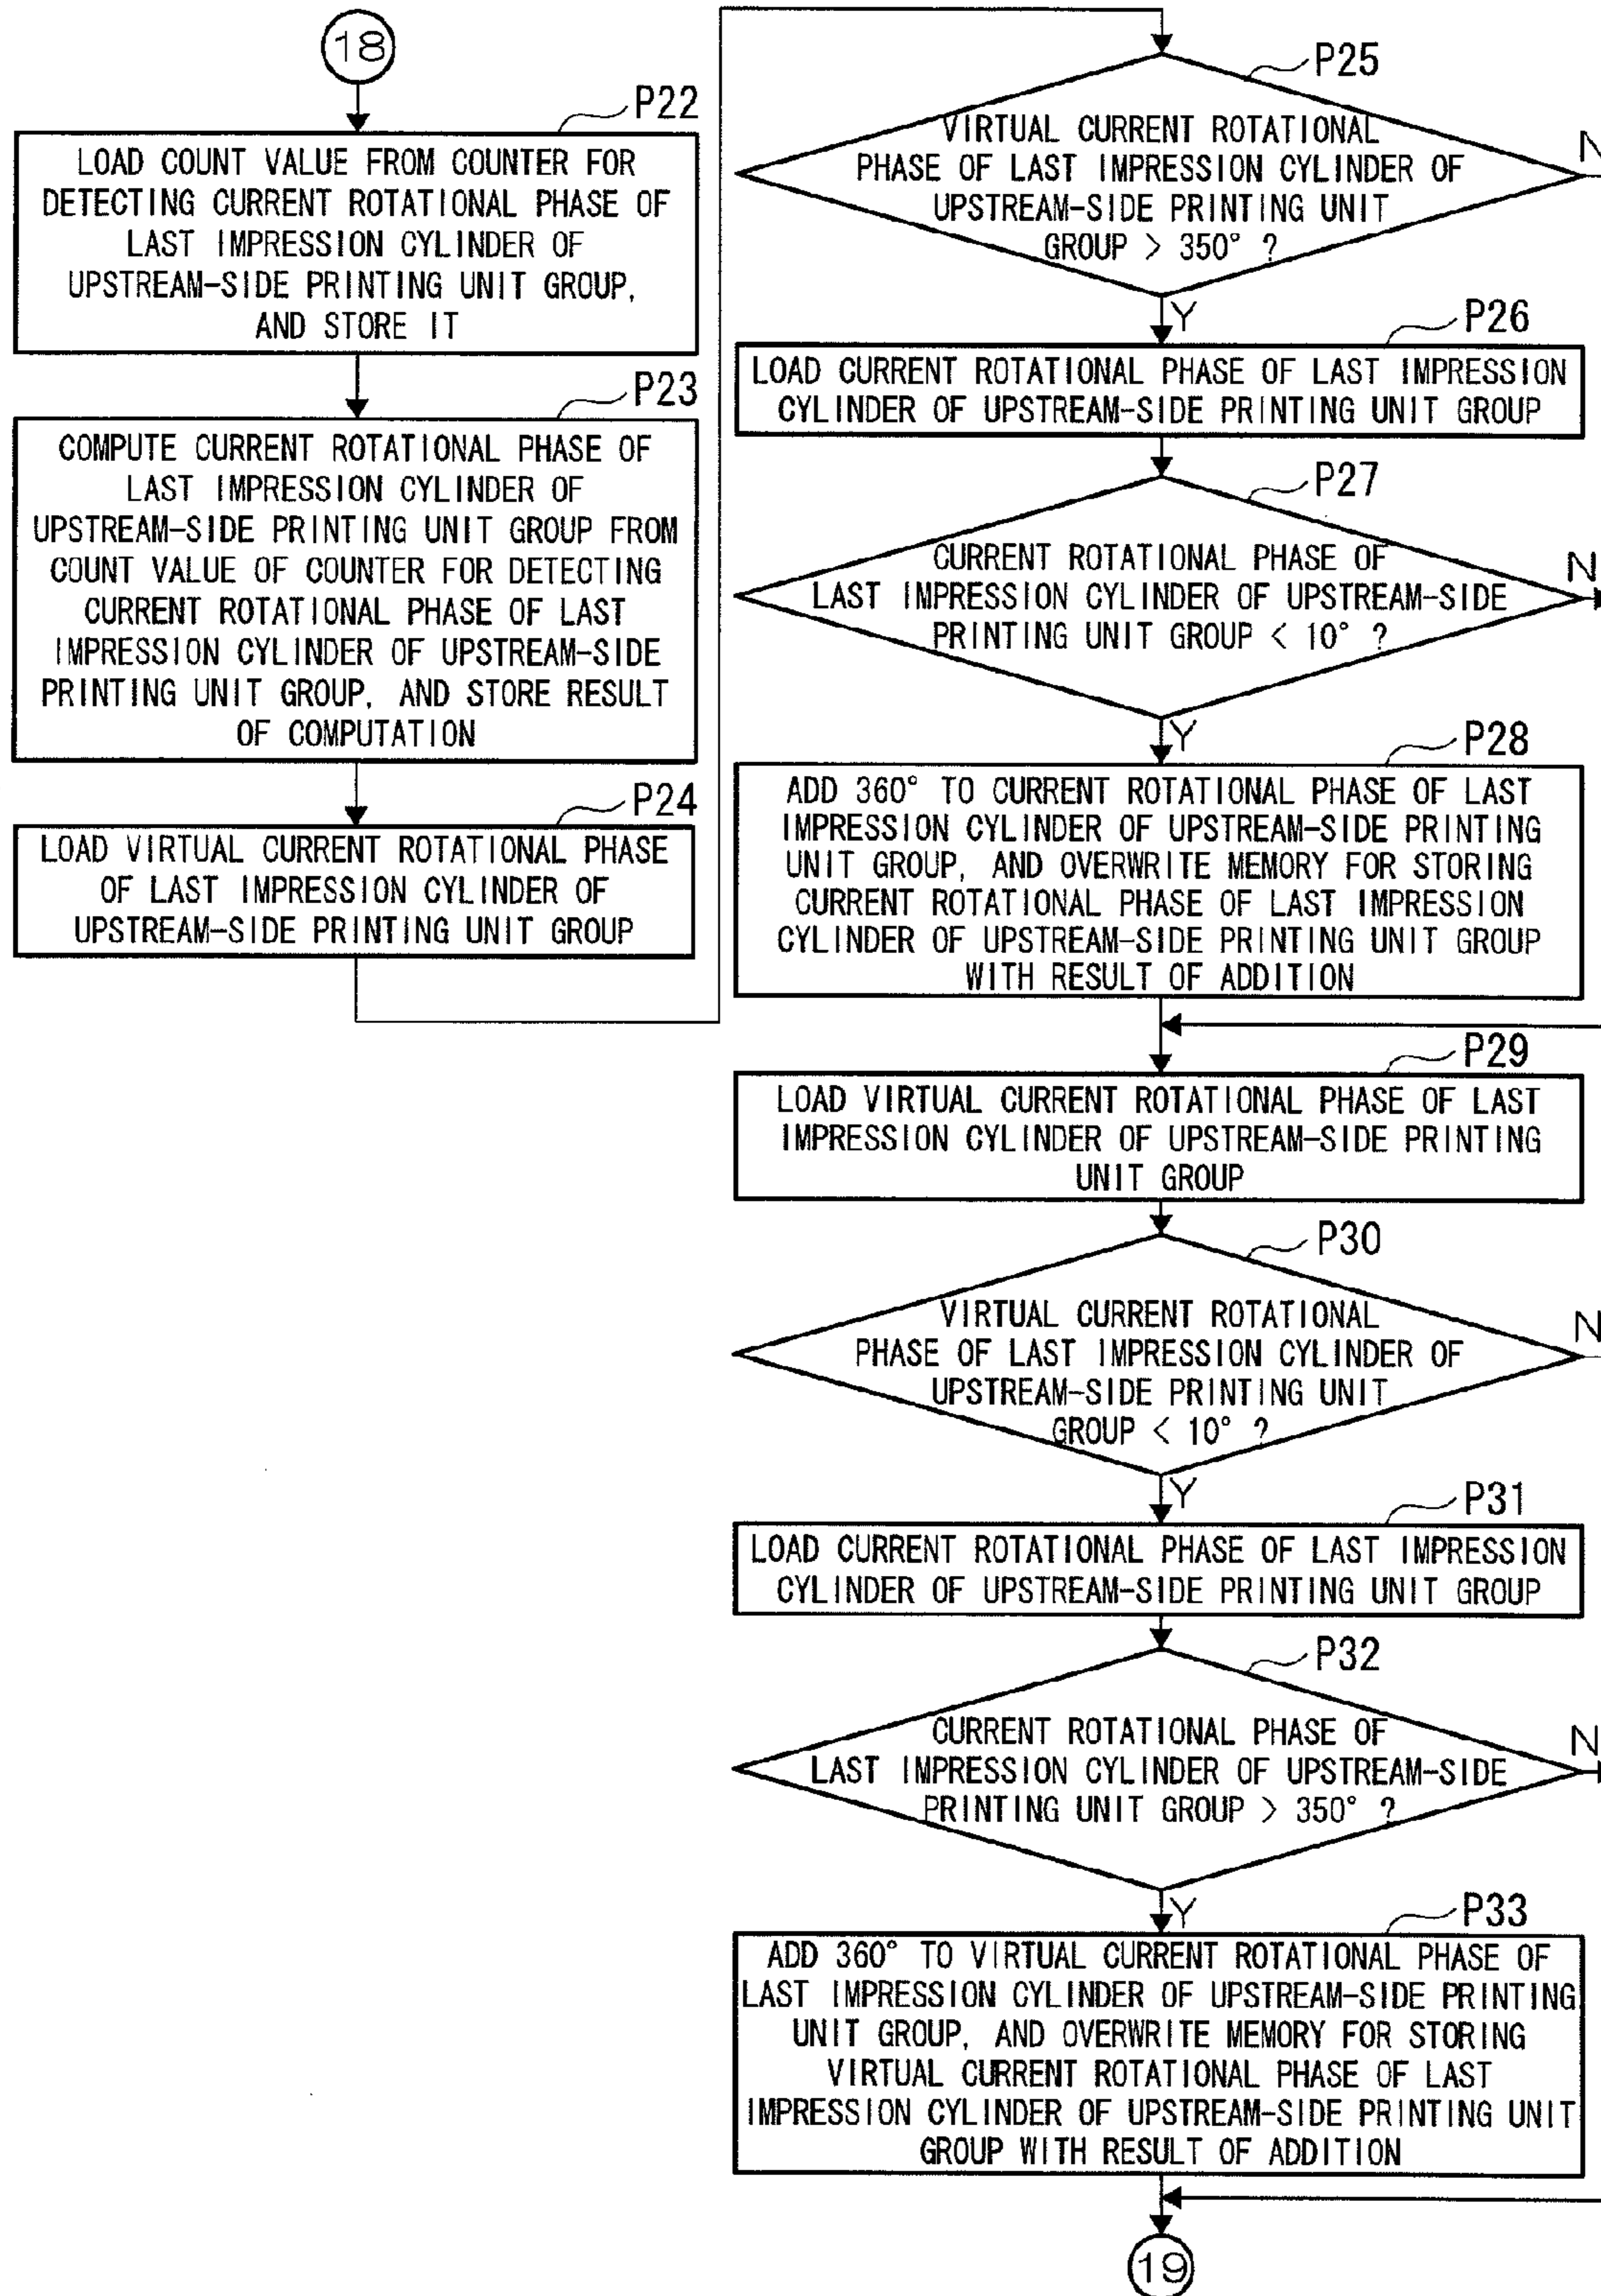 18
P22
LOAD COUNT VALUE FROM COUNTER FOR
DETECTING CURRENT ROTATIONAL PHASE OF
LAST IMPRESSION CYLINDER OF
UPSTREAM-SIDE PRINTING UNIT GROUP,
AND STORE IT
P23
COMPUTE CURRENT ROTATIONAL PHASE OF
LAST IMPRESSION CYLINDER OF
UPSTREAM-SIDE PRINTING UNIT GROUP FROM
COUNT VALUE OF COUNTER FOR DETECTING
CURRENT ROTATIONAL PHASE OF LAST
IMPRESSION CYLINDER OF UPSTREAM-SIDE
PRINTING UNIT GROUP, AND STORE RESULT
OF COMPUTATION
P24
LOAD VIRTUAL CURRENT ROTATIONAL PHASE
OF LAST IMPRESSION CYLINDER OF
UPSTREAM-SIDE PRINTING UNIT GROUP
P25
VIRTUAL CURRENT ROTATIONAL
PHASE OF LAST IMPRESSION CYLINDER OF
UPSTREAM-SIDE PRINTING UNIT
GROUP > 350° ?
N
Y
P26
LOAD CURRENT ROTATIONAL PHASE OF LAST IMPRESSION
CYLINDER OF UPSTREAM-SIDE PRINTING UNIT GROUP
P27
CURRENT ROTATIONAL PHASE OF
LAST IMPRESSION CYLINDER OF UPSTREAM-SIDE
PRINTING UNIT GROUP < 10° ?
N
Y
P28
ADD 360° TO CURRENT ROTATIONAL PHASE OF LAST
IMPRESSION CYLINDER OF UPSTREAM-SIDE PRINTING
UNIT GROUP, AND OVERWRITE MEMORY FOR STORING
CURRENT ROTATIONAL PHASE OF LAST IMPRESSION
CYLINDER OF UPSTREAM-SIDE PRINTING UNIT GROUP
WITH RESULT OF ADDITION
P29
LOAD VIRTUAL CURRENT ROTATIONAL PHASE OF LAST
IMPRESSION CYLINDER OF UPSTREAM-SIDE PRINTING
UNIT GROUP
P30
VIRTUAL CURRENT ROTATIONAL
PHASE OF LAST IMPRESSION CYLINDER OF
UPSTREAM-SIDE PRINTING UNIT
GROUP < 10° ?
N
Y
P31
LOAD CURRENT ROTATIONAL PHASE OF LAST IMPRESSION
CYLINDER OF UPSTREAM-SIDE PRINTING UNIT GROUP
P32
CURRENT ROTATIONAL PHASE OF
LAST IMPRESSION CYLINDER OF UPSTREAM-SIDE
PRINTING UNIT GROUP > 350° ?
N
Y
P33
ADD 360° TO VIRTUAL CURRENT ROTATIONAL PHASE OF
LAST IMPRESSION CYLINDER OF UPSTREAM-SIDE PRINTING
UNIT GROUP, AND OVERWRITE MEMORY FOR STORING
VIRTUAL CURRENT ROTATIONAL PHASE OF LAST
IMPRESSION CYLINDER OF UPSTREAM-SIDE PRINTING UNIT
GROUP WITH RESULT OF ADDITION
19